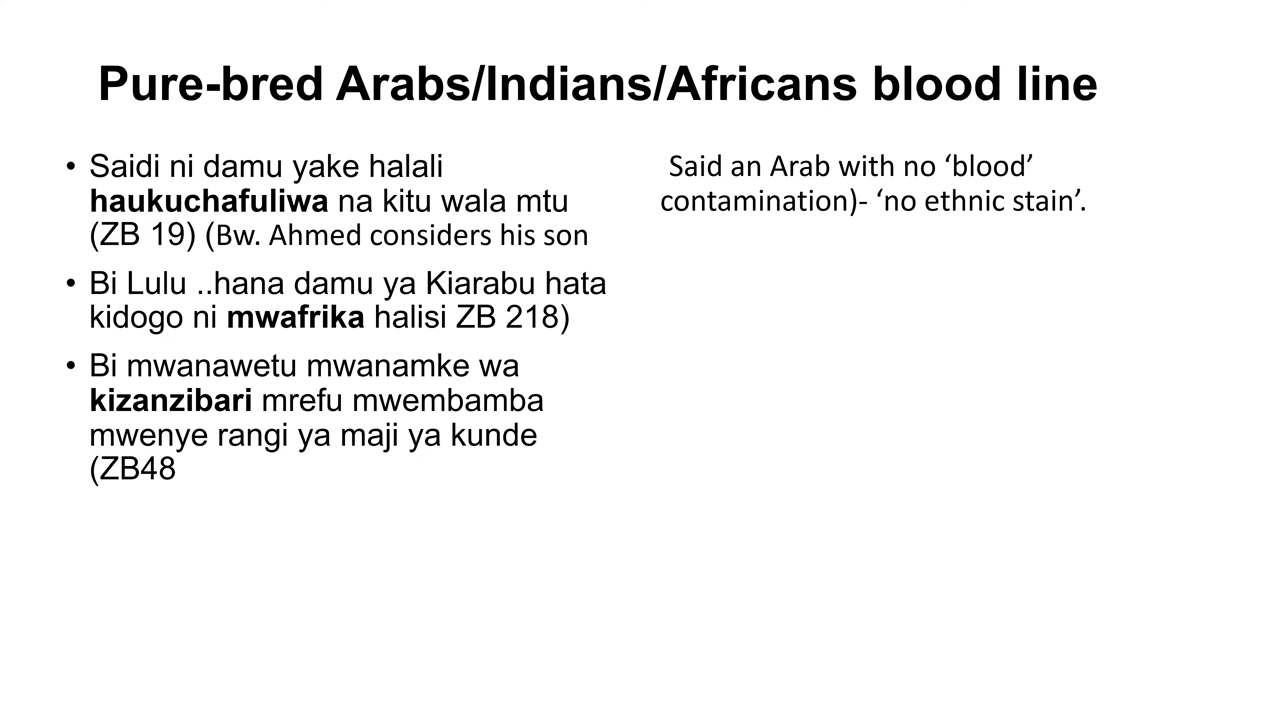 Pure-bred Arabs/Indians/Africans blood line
• Saidi ni damu yake halali
haukuchafuliwa na kitu wala mtu
(ZB 19) (Bw. Ahmed considers his son
• Bi Lulu ..hana damu ya Kiarabu hata
kidogo ni mwafrika halisi ZB 218)
• Bi mwanawetu mwanamke wa
kizanzibari mrefu mwembamba
mwenye rangi ya maji ya kunde
(ZB48
Said an Arab with no ‘blood’
contamination)- ‘no ethnic stain’.